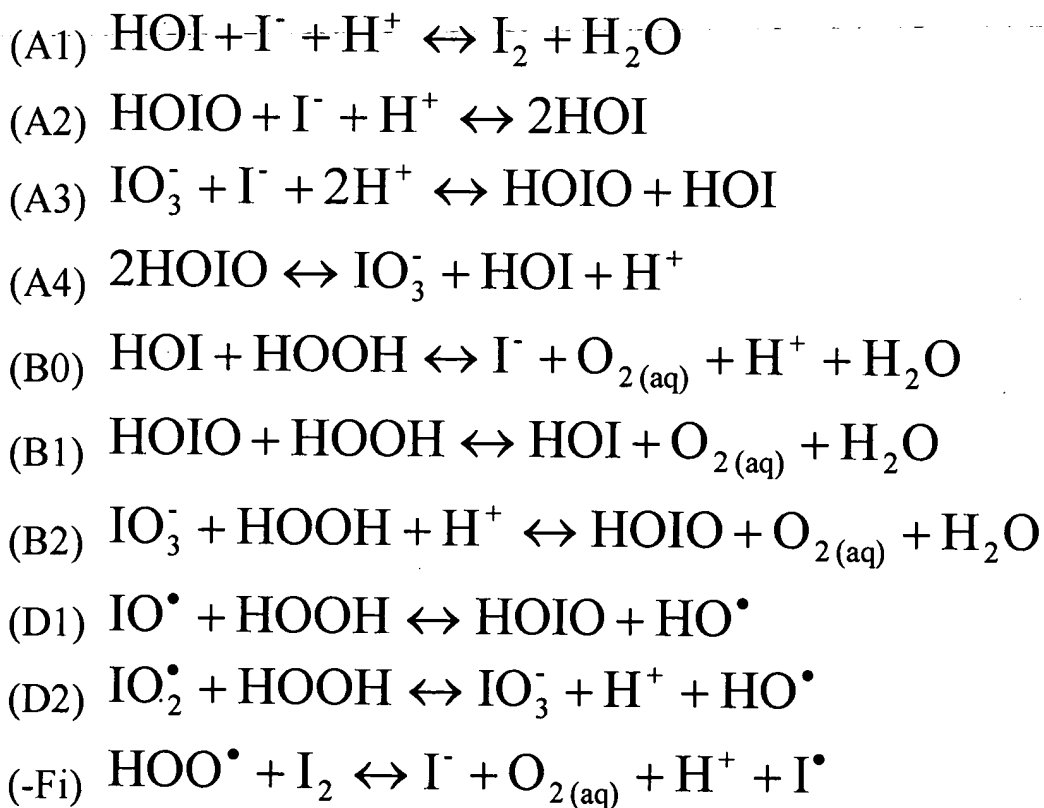 (A1) HOI + I⁻ + H⁺ ↔ I₂ + H₂O
(A2) HOIO + I⁻ + H⁺ ↔ 2HOI
(A3) IO₃⁻ + I⁻ + 2H⁺ ↔ HOIO + HOI
(A4) 2HOIO ↔ IO₃⁻ + HOI + H⁺
(B0) HOI + HOOH ↔ I⁻ + O₂(aq) + H⁺ + H₂O
(B1) HOIO + HOOH ↔ HOI + O₂(aq) + H₂O
(B2) IO₃⁻ + HOOH + H⁺ ↔ HOIO + O₂(aq) + H₂O
(D1) IO• + HOOH ↔ HOIO + HO•
(D2) IO₂• + HOOH ↔ IO₃⁻ + H⁺ + HO•
(-Fi) HOO• + I₂ ↔ I⁻ + O₂(aq) + H⁺ + I•